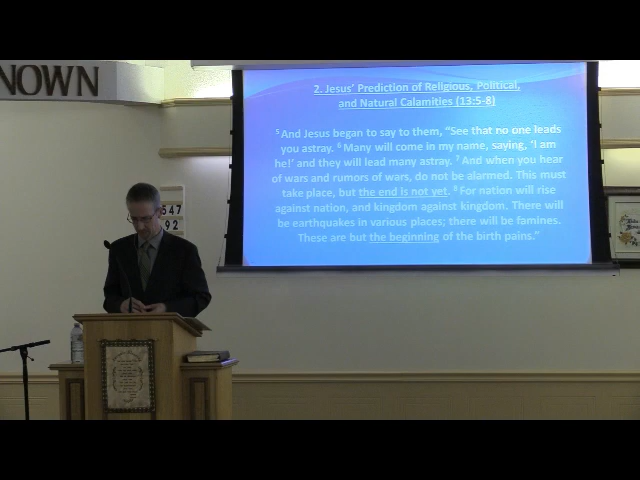 NOWN
2. Jesus' Prediction of Religious, Political,
and Natural Calamities (13:5-8)
5 And Jesus began to say to them, "See that no one leads
you astray. 6 Many will come in my name, saying, 'I am
he!' and they will lead many astray. 7 And when you hear
of wars and rumors of wars, do not be alarmed. This must
take place, but the end is not yet. 8 For nation will rise
against nation, and kingdom against kingdom. There will
be earthquakes in various places; there will be famines.
These are but the beginning of the birth pains."
547
92